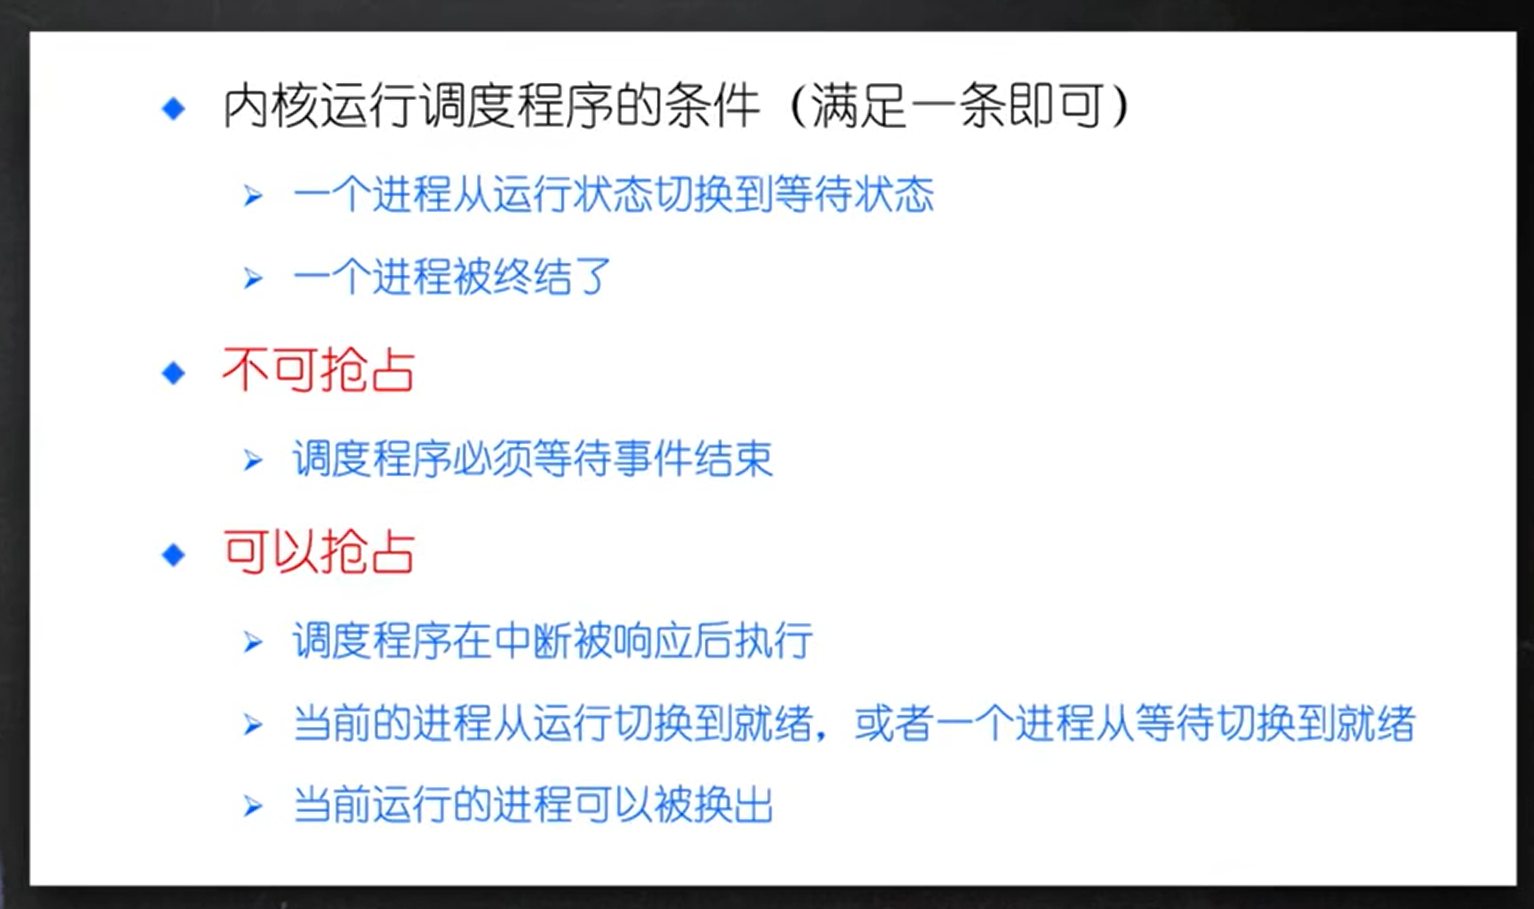 内核运行调度程序的条件（满足一条即可）
一个进程从运行状态切换到等待状态
一个进程被终结了
不可抢占
调度程序必须等待事件结束
可以抢占
调度程序在中断被响应后执行
当前的进程从运行切换到就绪，或者一个进程从等待切换到就绪
当前运行的进程可以被换出